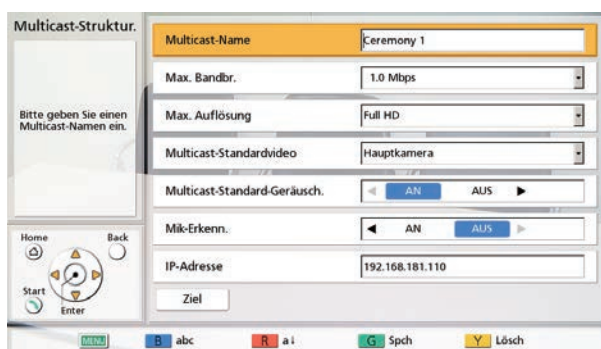 Multicast-Struktur.
Bitte geben Sie einen
Multicast-Namen ein.
Multicast-Name Ceremony 1
Max. Bandbr. 1.0 Mbps
Max. Auflösung Full HD
Multicast-Standardvideo Hauptkamera
Multicast-Standard-Geräusch. AN AUS
Mik-Erkenn. AN AUS
IP-Adresse 192.168.181.110
Ziel
Home Back
Start Enter
MENU B abc R a↓ G Spch Y Lösch